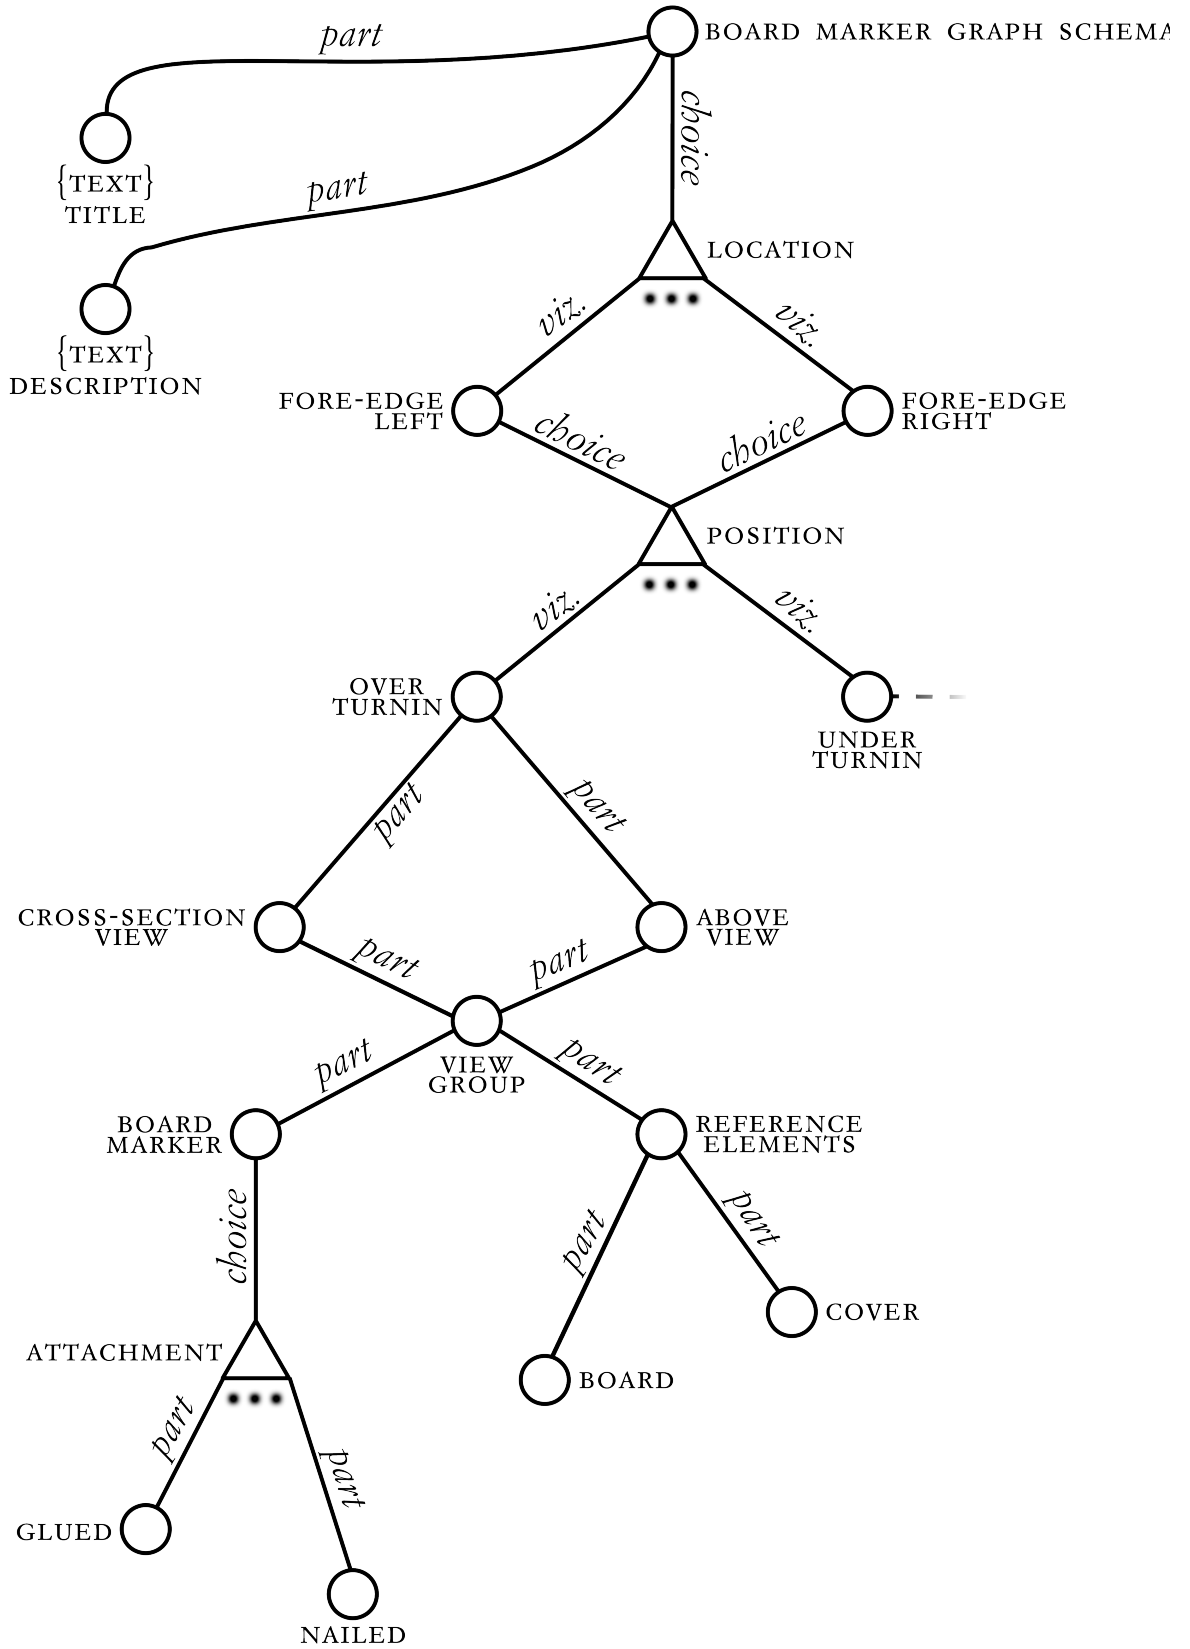 part
BOARD MARKER GRAPH SCHEMA
choice
{TEXT}
TITLE
part
LOCATION
{TEXT}
DESCRIPTION
viz.
viz.
FORE-EDGE
LEFT
FORE-EDGE
RIGHT
choice
choice
POSITION
viz.
viz.
OVER
TURNIN
UNDER
TURNIN
part
part
CROSS-SECTION
VIEW
ABOVE
VIEW
part
part
VIEW
GROUP
part
part
BOARD
MARKER
REFERENCE
ELEMENTS
choice
part
part
COVER
ATTACHMENT
BOARD
part
part
GLUED
NAILED